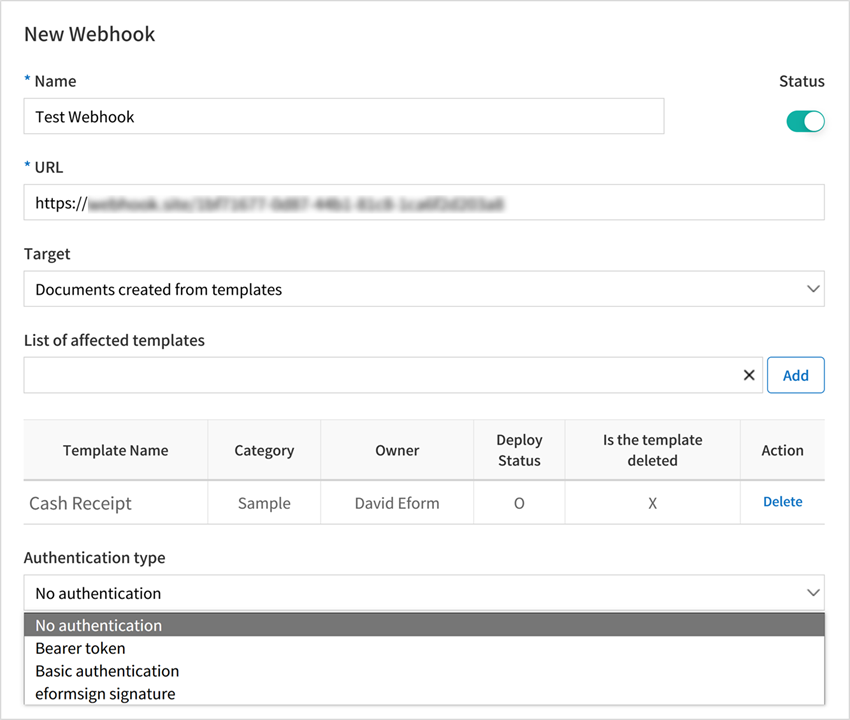 New Webhook
* Name
Status
Test Webhook
* URL
https://
Target
Documents created from templates
List of affected templates
Add
Template Name Category Owner Deploy Status Is the template deleted Action
Cash Receipt Sample David Eform O X Delete
Authentication type
No authentication
No authentication
Bearer token
Basic authentication
eformsign signature